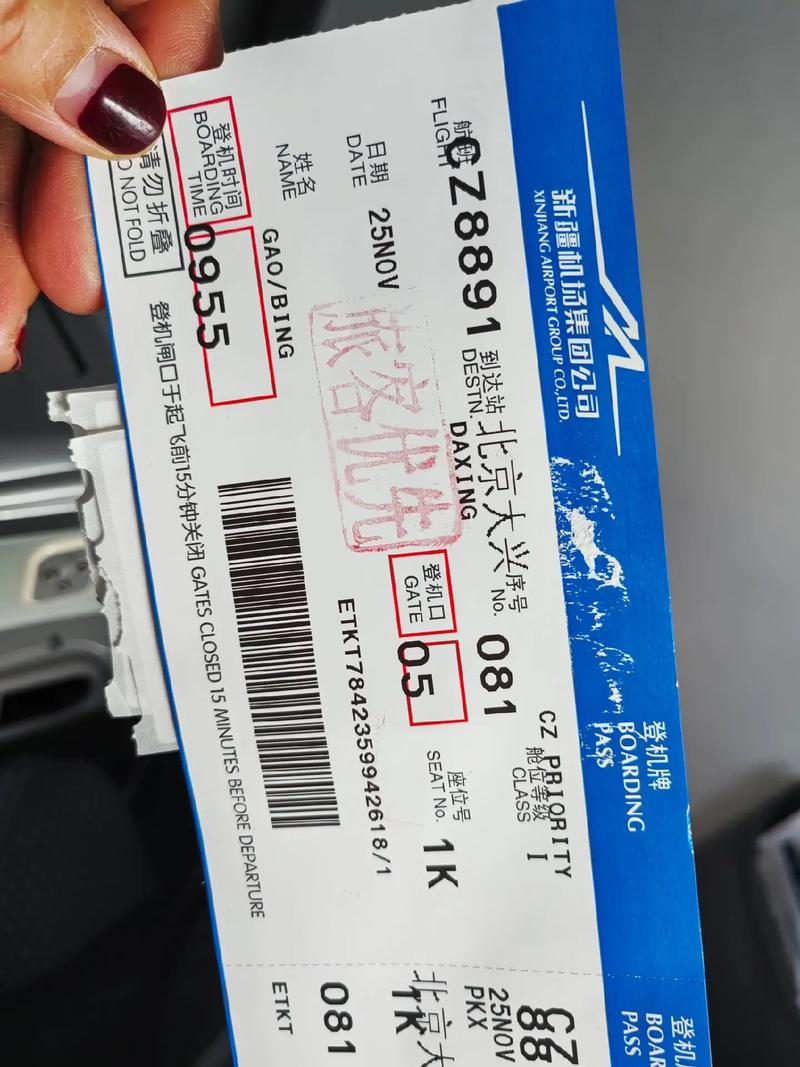 新疆机场集团公司
XINJIANG AIRPORT GROUP CO.,LTD.
登机牌
BOARDING
PASS
CZ PRIORITY
航班
FLIGHT
CZ8891
到达站
DESTN.
北京大兴
DAXING
序号
No.
081
舱位等级
CLASS
I
日期
DATE
25NOV
旅客优先
登机口
GATE
05
座位号
SEAT No.
1K
姓名
NAME
GAO/BING
ETKT7842359942618/1
登机时间
BOARDING
TIME
0955
请勿折叠
DO NOT FOLD
登机闸口于起飞前15分钟关闭 GATES CLOSED 15 MINUTES BEFORE DEPARTURE
登机
BOAR
PASS
CZ
88
25NOV
PKX
北京大
1K
081
ETKT